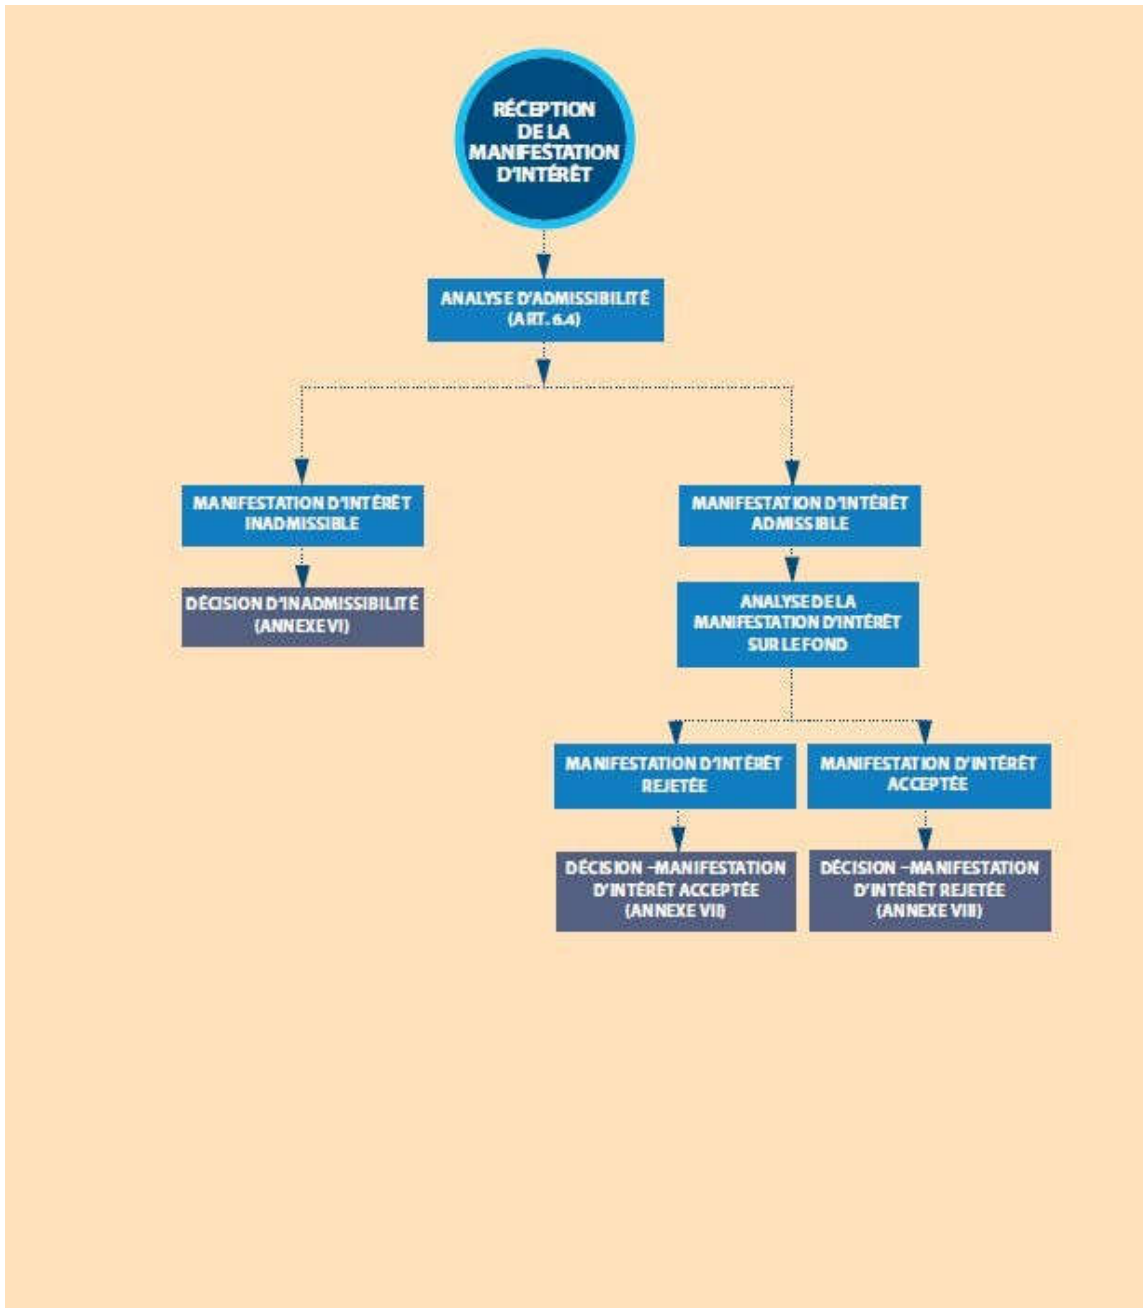 RÉCEPTION
DE LA
MANIFESTATION
D'INTÉRÊT
ANALYSE D'ADMISSIBILITÉ
(ART. 6.4)
MANIFESTATION D'INTÉRÊT
INADMISSIBLE
MANIFESTATION D'INTÉRÊT
ADMISSIBLE
DÉCISION D'INADMISSIBILITÉ
(ANNEXE VI)
ANALYSE DE LA
MANIFESTATION D'INTÉRÊT
SUR LE FOND
MANIFESTATION D'INTÉRÊT
REJETÉE
MANIFESTATION D'INTÉRÊT
ACCEPTÉE
DÉCISION –MANIFESTATION
D'INTÉRÊT ACCEPTÉE
(ANNEXE VII)
DÉCISION –MANIFESTATION
D'INTÉRÊT REJETÉE
(ANNEXE VIII)